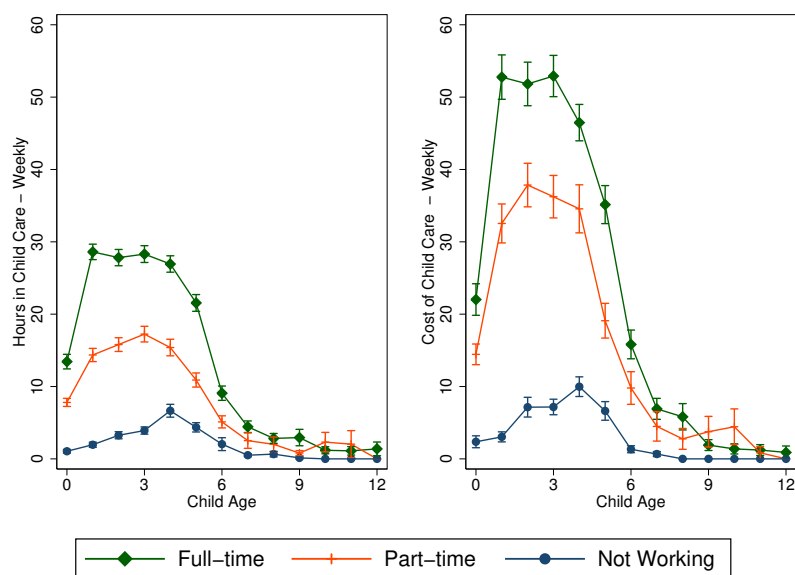 0 10 20 30 40 50 60
Hours in Child Care − Weekly
0 3 6 9 12
Child Age
0 10 20 30 40 50 60
Cost of Child Care − Weekly
0 3 6 9 12
Child Age
Full−time Part−time Not Working